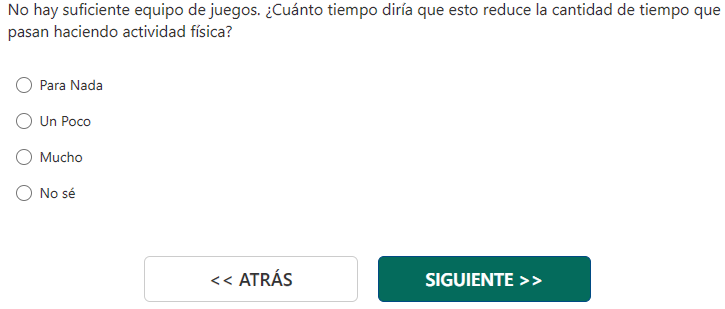 No hay suficiente equipo de juegos. ¿Cuánto tiempo diría que esto reduce la cantidad de tiempo que
pasan haciendo actividad física?
Para Nada
Un Poco
Mucho
No sé
<< ATRÁS
SIGUIENTE >>